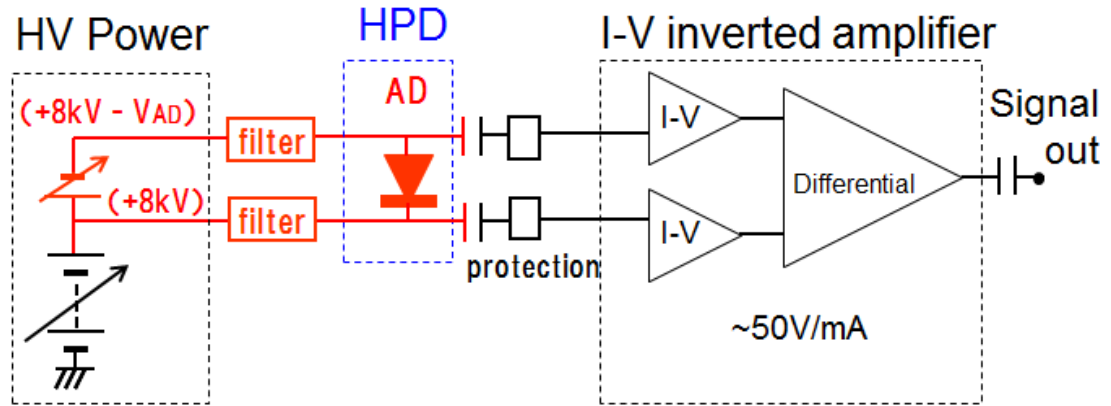 HV Power
HPD
I-V inverted amplifier
(+8kV - VAD)
AD
filter
I-V
Signal
out
Differential
(+8kV)
filter
I-V
protection
~50V/mA